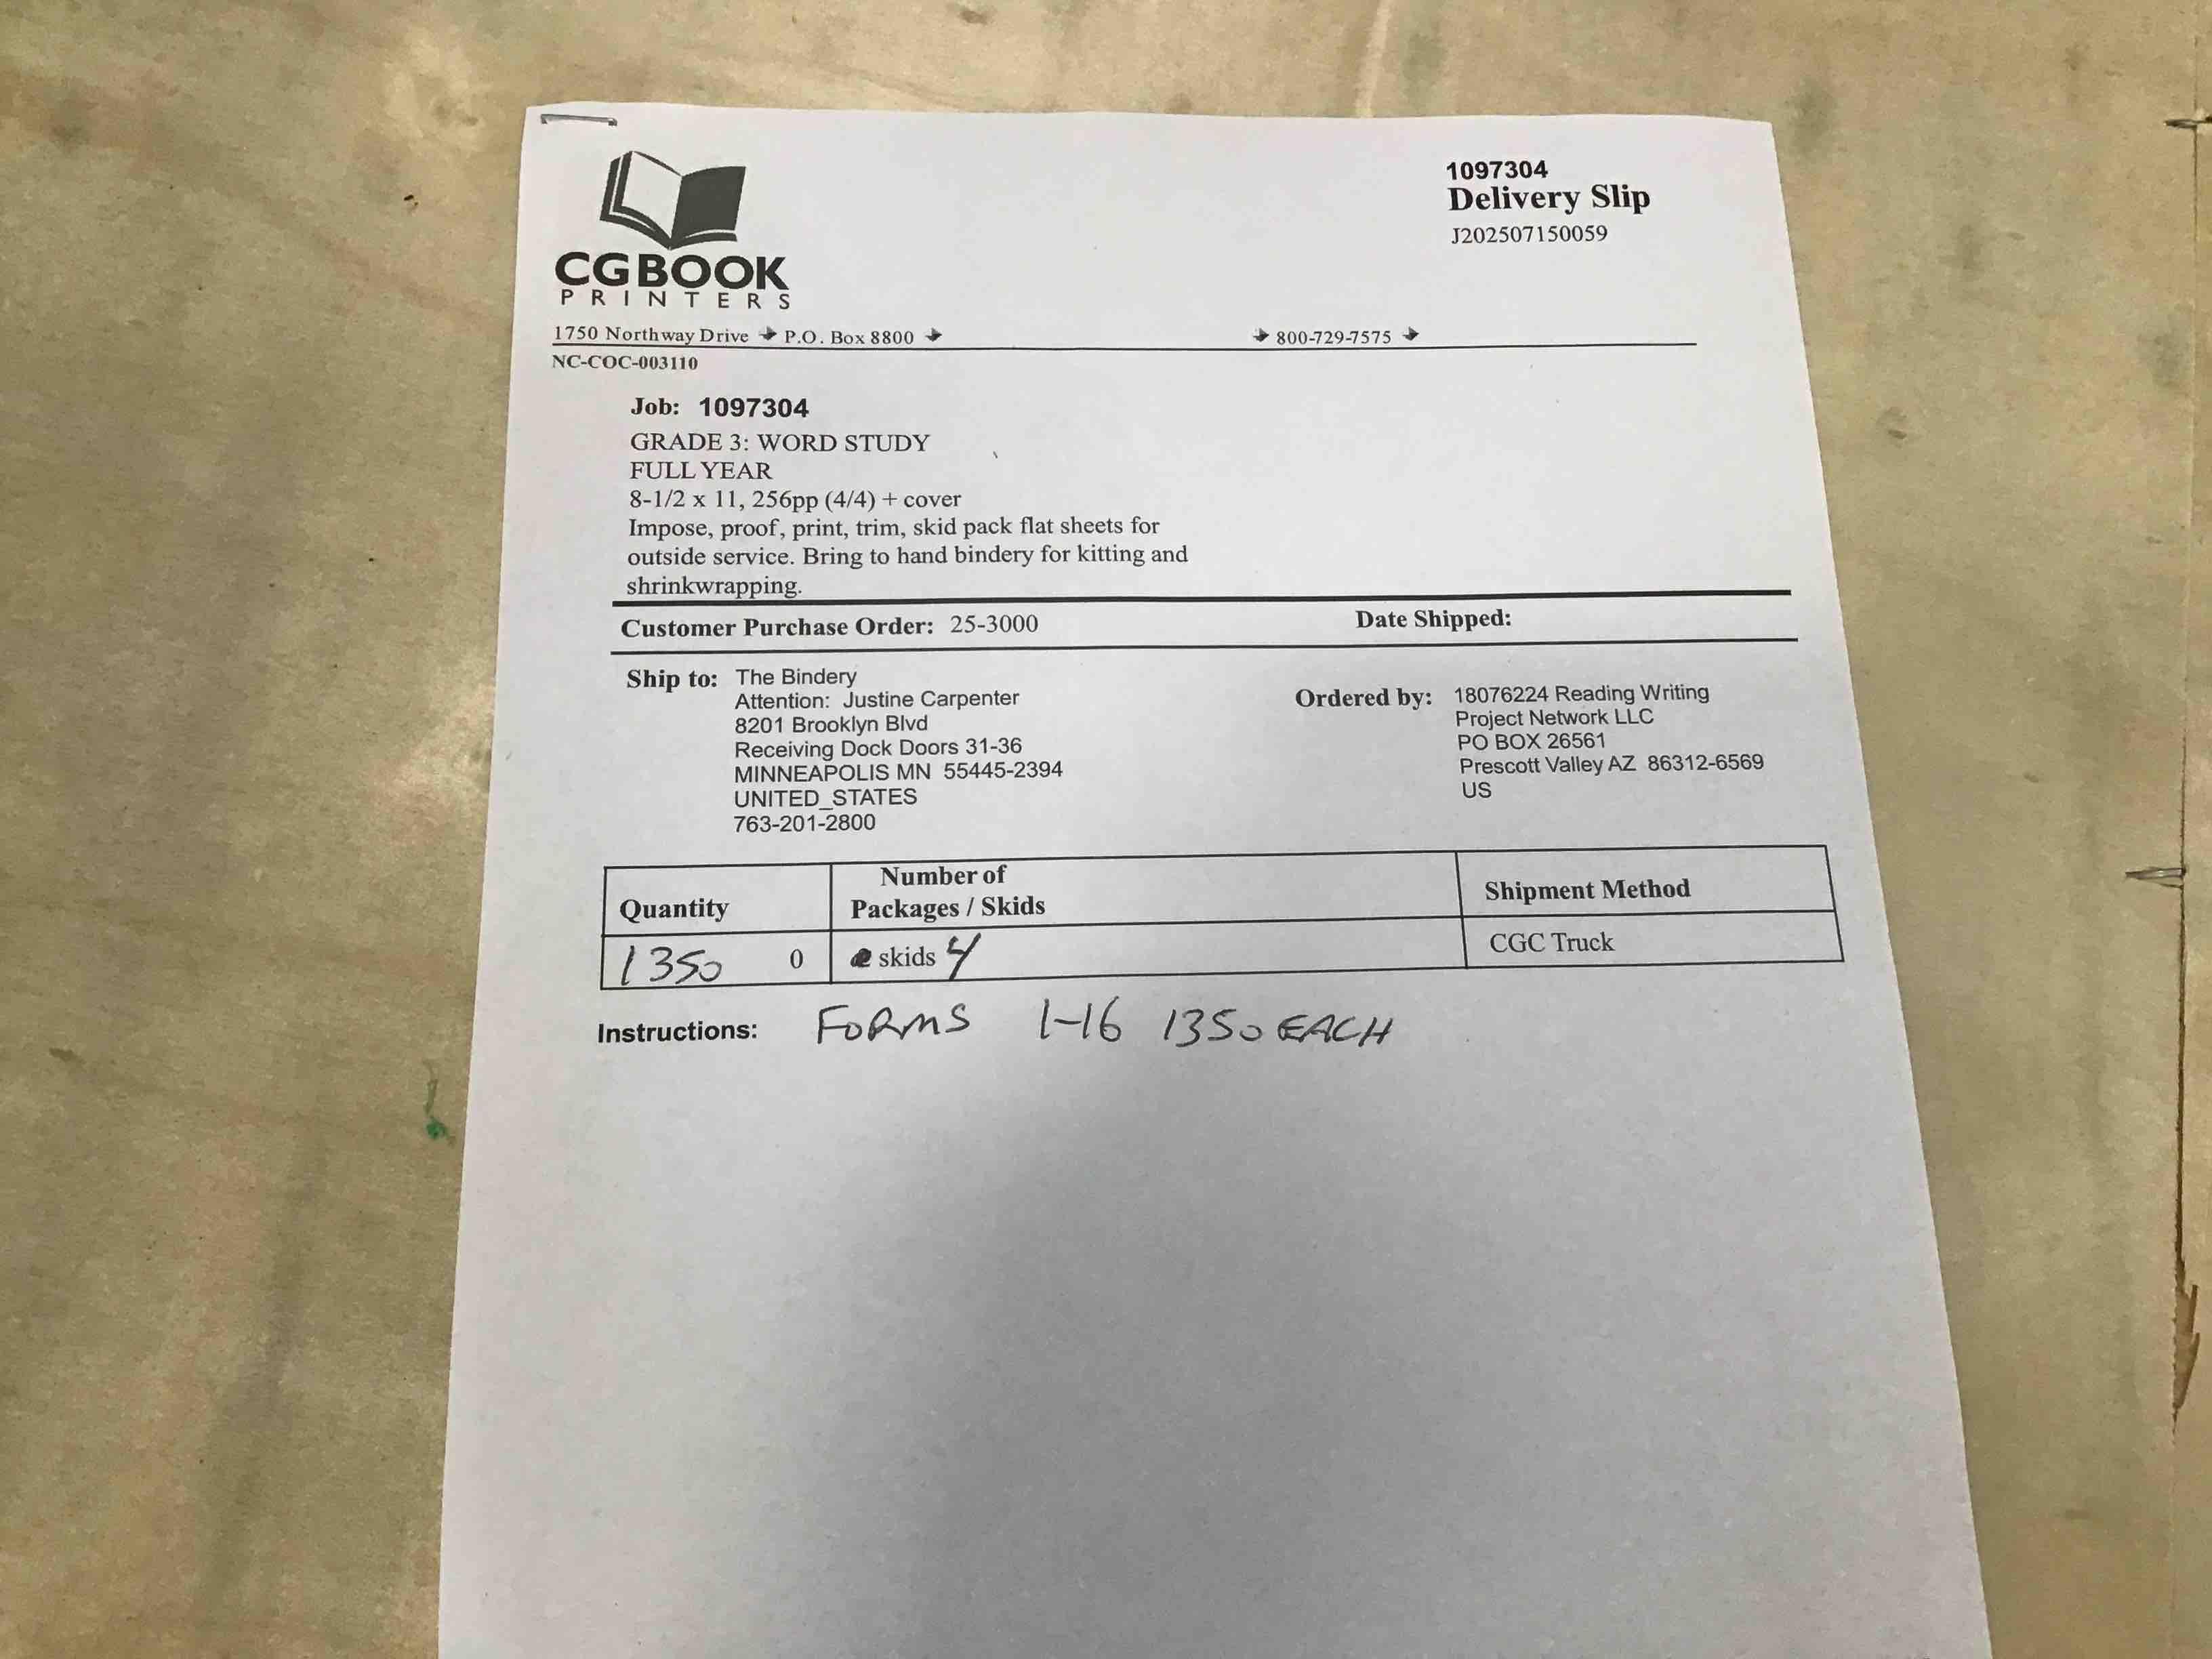 1097304
Delivery Slip
J202507150059
CGBOOK
PRINTERS
1750 Northway Drive P.O. Box 8800 800-729-7575
NC-COC-003110
Job: 1097304
GRADE 3: WORD STUDY
FULL YEAR
8-1/2 x 11, 256pp (4/4) + cover
Impose, proof, print, trim, skid pack flat sheets for
outside service. Bring to hand bindery for kitting and
shrinkwrapping.
Customer Purchase Order: 25-3000 Date Shipped:
Ship to: The Bindery
Attention: Justine Carpenter
8201 Brooklyn Blvd
Receiving Dock Doors 31-36
MINNEAPOLIS MN 55445-2394
UNITED_STATES
763-201-2800
Ordered by: 18076224 Reading Writing
Project Network LLC
PO BOX 26561
Prescott Valley AZ 86312-6569
US
Quantity
Number of
Packages / Skids
Shipment Method
1350 0 skids 4 CGC Truck
Instructions: FORMS 1-16 1350 EACH